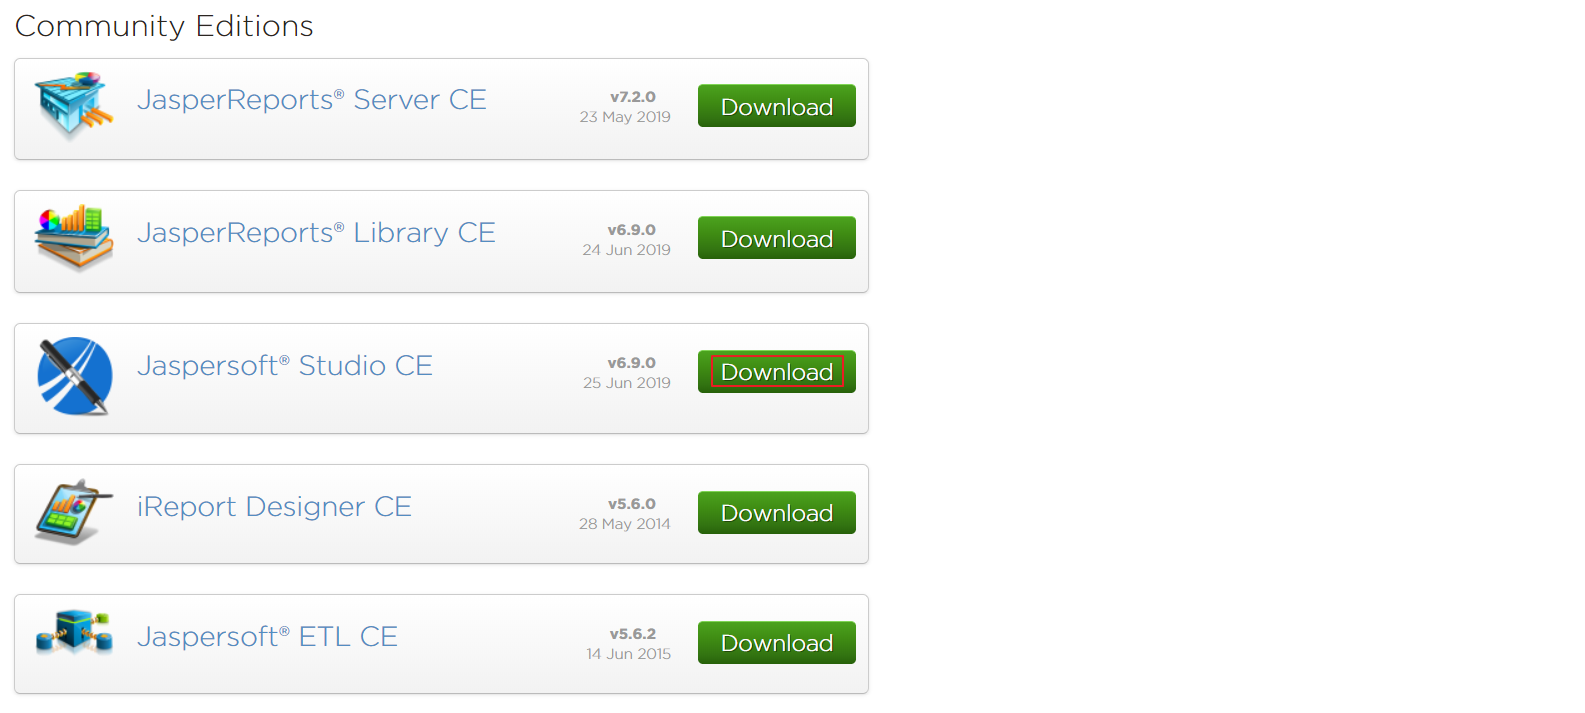 Community Editions
JasperReports® Server CE
v7.2.0
23 May 2019
Download
JasperReports® Library CE
v6.9.0
24 Jun 2019
Download
Jaspersoft® Studio CE
v6.9.0
25 Jun 2019
Download
iReport Designer CE
v5.6.0
28 May 2014
Download
Jaspersoft® ETL CE
v5.6.2
14 Jun 2015
Download